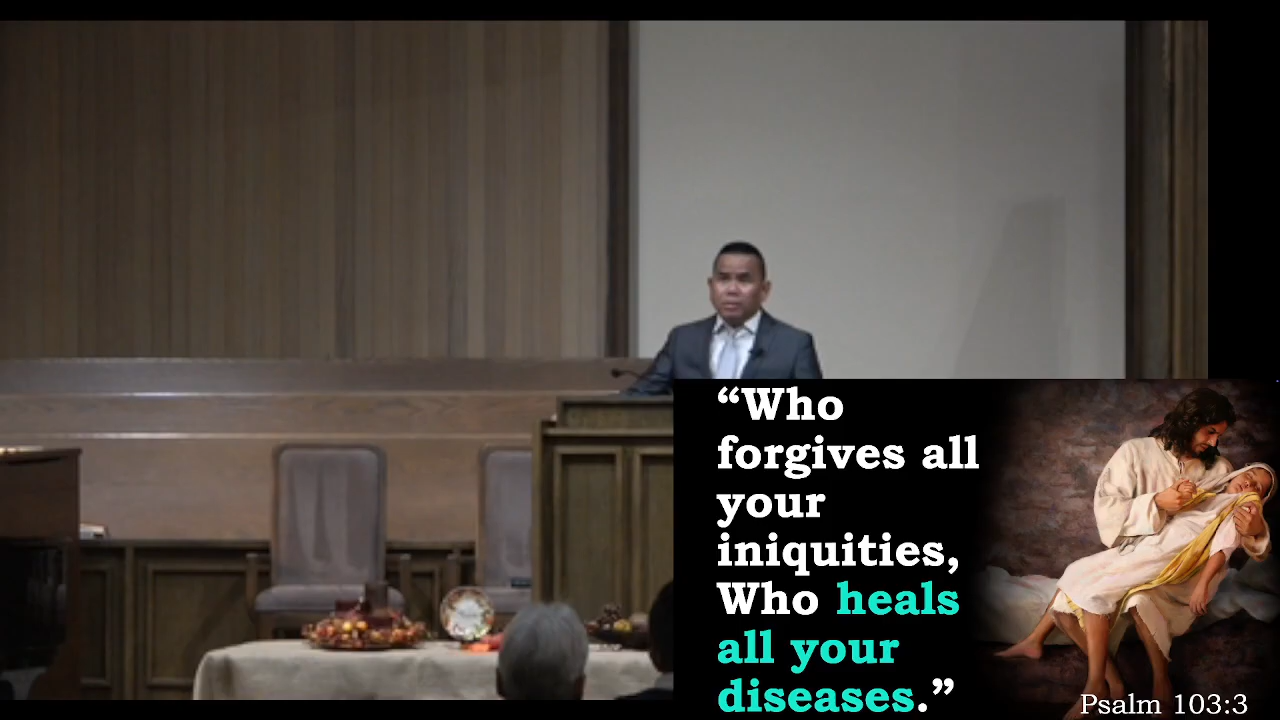 “Who
forgives all
your
iniquities,
Who heals
all your
diseases.”
Psalm 103:3